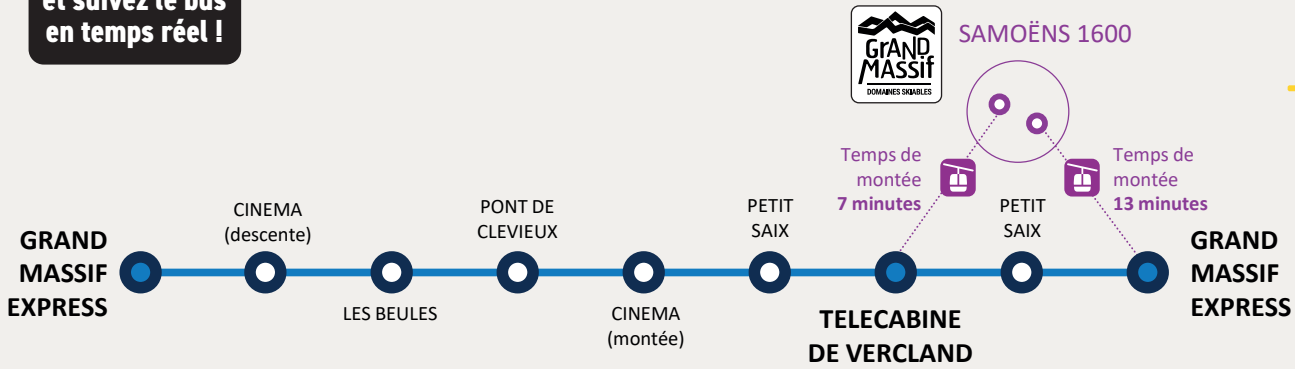 et suivez le bus
en temps réel !
GRAND
MASSIF
DOMAINES SKIABLES
SAMOËNS 1600
Temps de
montée
7 minutes
Temps de
montée
13 minutes
GRAND
MASSIF
EXPRESS
CINEMA
(descente)
LES BEULES
PONT DE
CLEVIEUX
CINEMA
(montée)
PETIT
SAIX
TELECABINE
DE VERCLAND
PETIT
SAIX
GRAND
MASSIF
EXPRESS